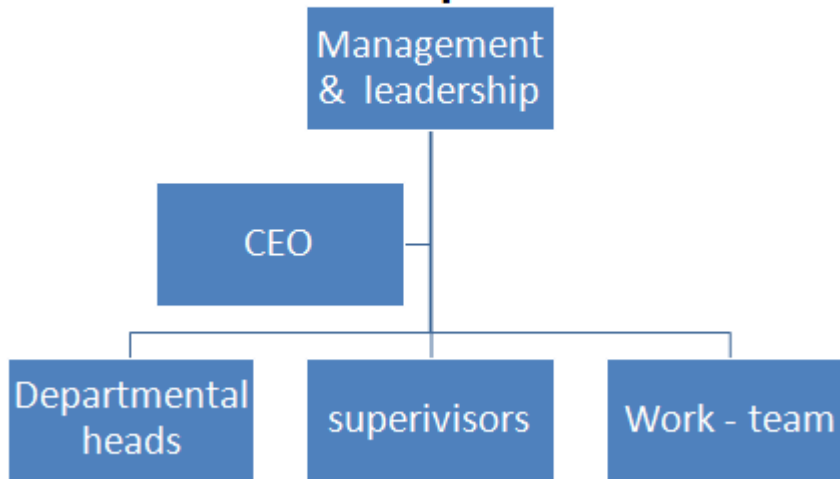 Management
& leadership
CEO
Departmental
heads
superivisors
Work - team